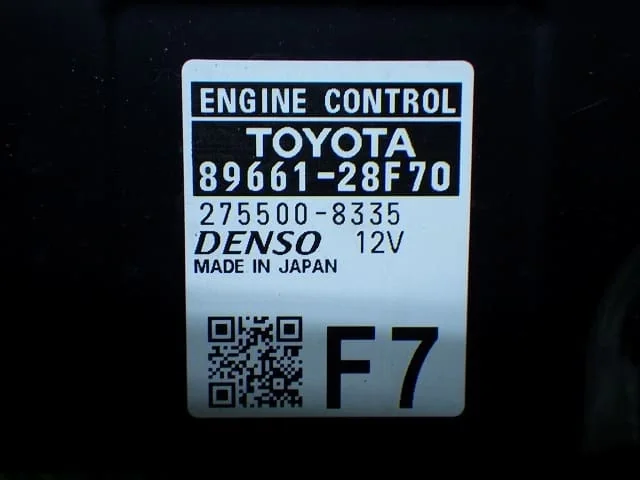 ENGINE CONTROL
TOYOTA
89661-28F70
275500-8335
DENSO 12V
MADE IN JAPAN
F7